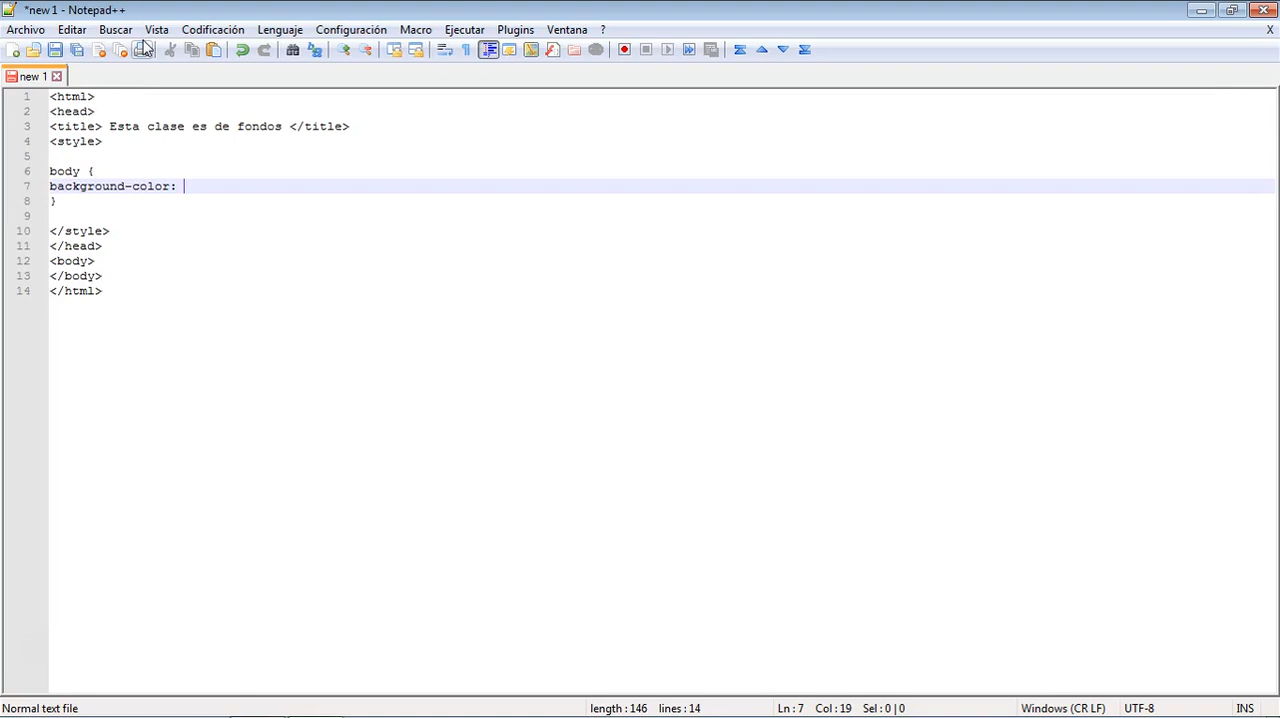 *new 1 - Notepad++
Archivo Editar Buscar Vista Codificación Lenguaje Configuración Macro Ejecutar Plugins Ventana ? X
new 1
1 <html>
2 <head>
3 <title> Esta clase es de fondos </title>
4 <style>
5
6 body {
7 background-color:
8 }
9
10 </style>
11 </head>
12 <body>
13 </body>
14 </html>
Normal text file length : 146 lines : 14 Ln : 7 Col : 19 Sel : 0 | 0 Windows (CR LF) UTF-8 INS